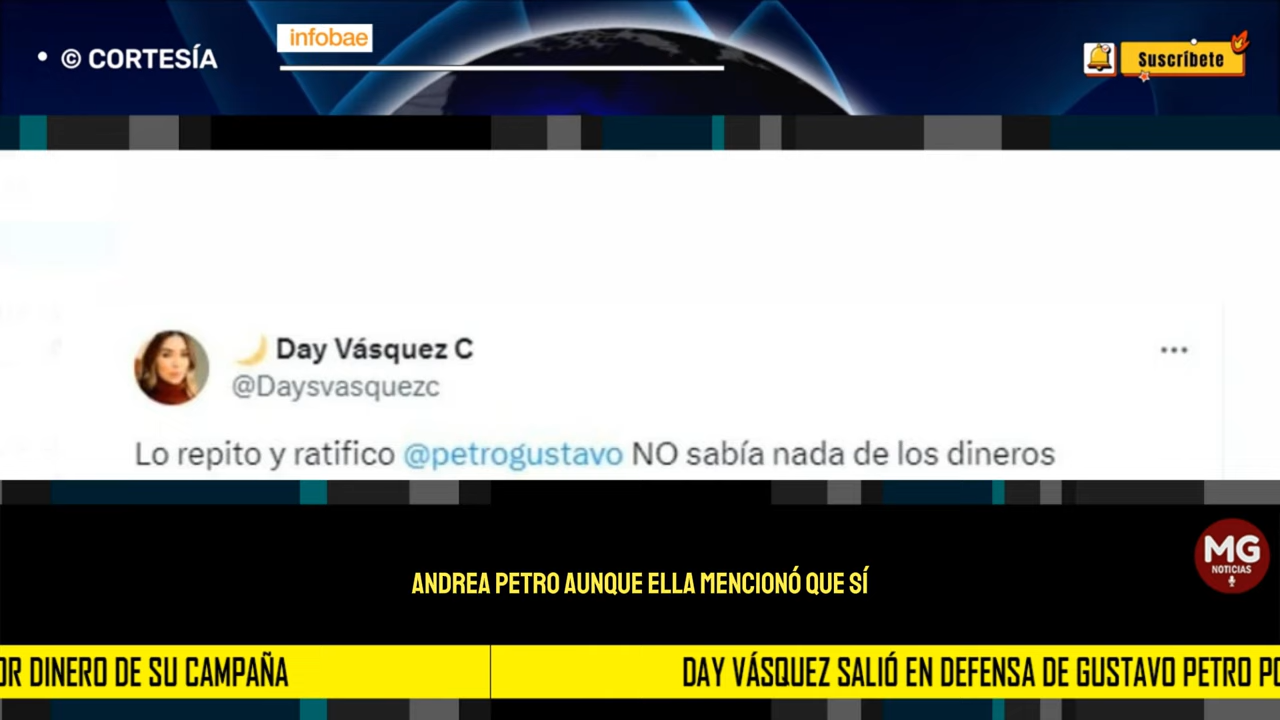 • © CORTESÍA
infobae
Suscríbete
Day Vásquez C
@Daysvasquezc
Lo repito y ratifico @petrogustavo NO sabía nada de los dineros
MG
NOTICIAS
ANDREA PETRO AUNQUE ELLA MENCIONÓ QUE SÍ
OR DINERO DE SU CAMPAÑA
DAY VÁSQUEZ SALIÓ EN DEFENSA DE GUSTAVO PETRO PO